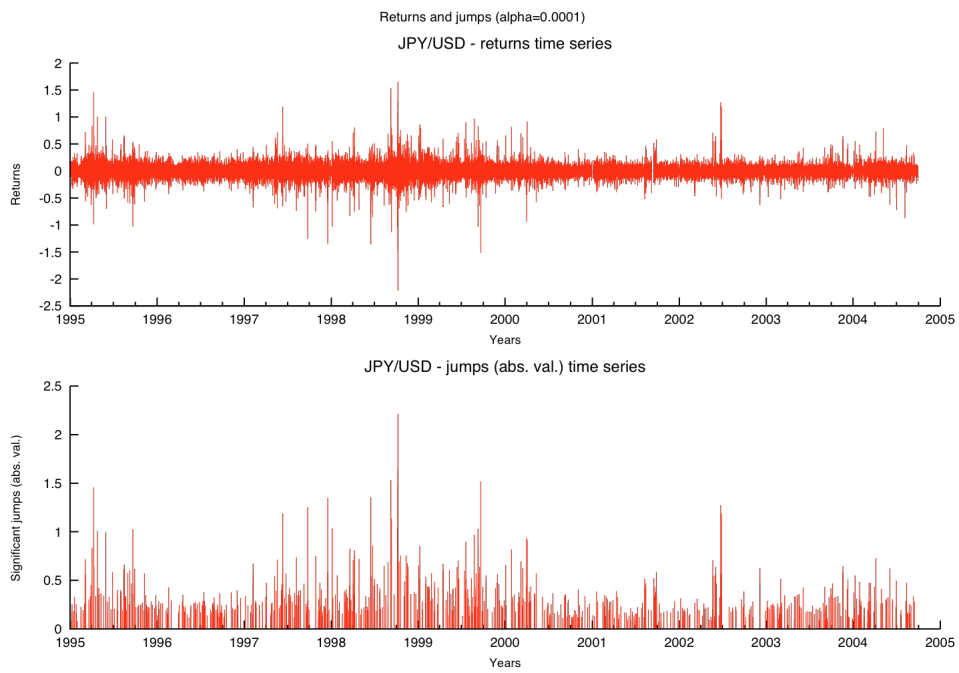 Returns and jumps (alpha=0.0001)
JPY/USD - returns time series
2
1.5
1
0.5
0
-0.5
-1
-1.5
-2
-2.5
Returns
1995 1996 1997 1998 1999 2000 2001 2002 2003 2004 2005
Years
JPY/USD - jumps (abs. val.) time series
2.5
2
1.5
1
0.5
0
Significant jumps (abs. val.)
1995 1996 1997 1998 1999 2000 2001 2002 2003 2004 2005
Years